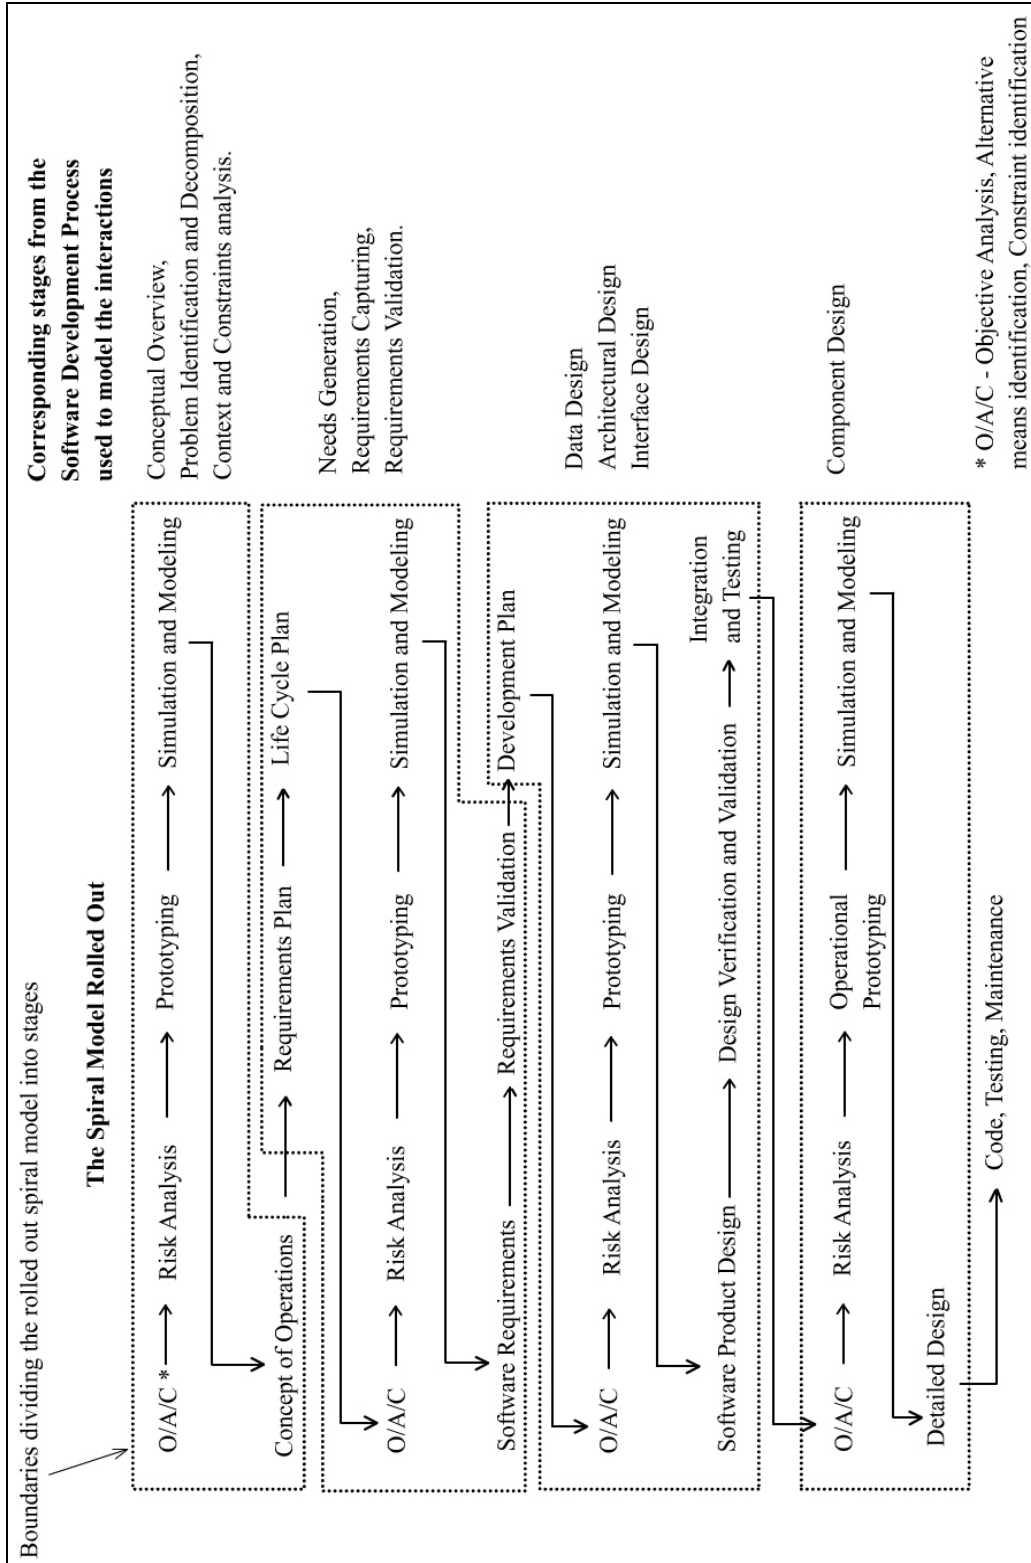 Boundaries dividing the rolled out spiral model into stages
The Spiral Model Rolled Out
Corresponding stages from the
Software Development Process
used to model the interactions
O/A/C *
Risk Analysis
Prototyping
Simulation and Modeling
Conceptual Overview,
Problem Identification and Decomposition,
Context and Constraints analysis.
Concept of Operations
Requirements Plan
Life Cycle Plan
Needs Generation,
Requirements Capturing,
Requirements Validation.
O/A/C
Risk Analysis
Prototyping
Simulation and Modeling
Software Requirements
Requirements Validation
Development Plan
Data Design
Architectural Design
Interface Design
O/A/C
Risk Analysis
Prototyping
Simulation and Modeling
Software Product Design
Design Verification and Validation
Integration
and Testing
O/A/C
Risk Analysis
Operational
Prototyping
Simulation and Modeling
Component Design
Detailed Design
Code, Testing, Maintenance
* O/A/C - Objective Analysis, Alternative
means identification, Constraint identification